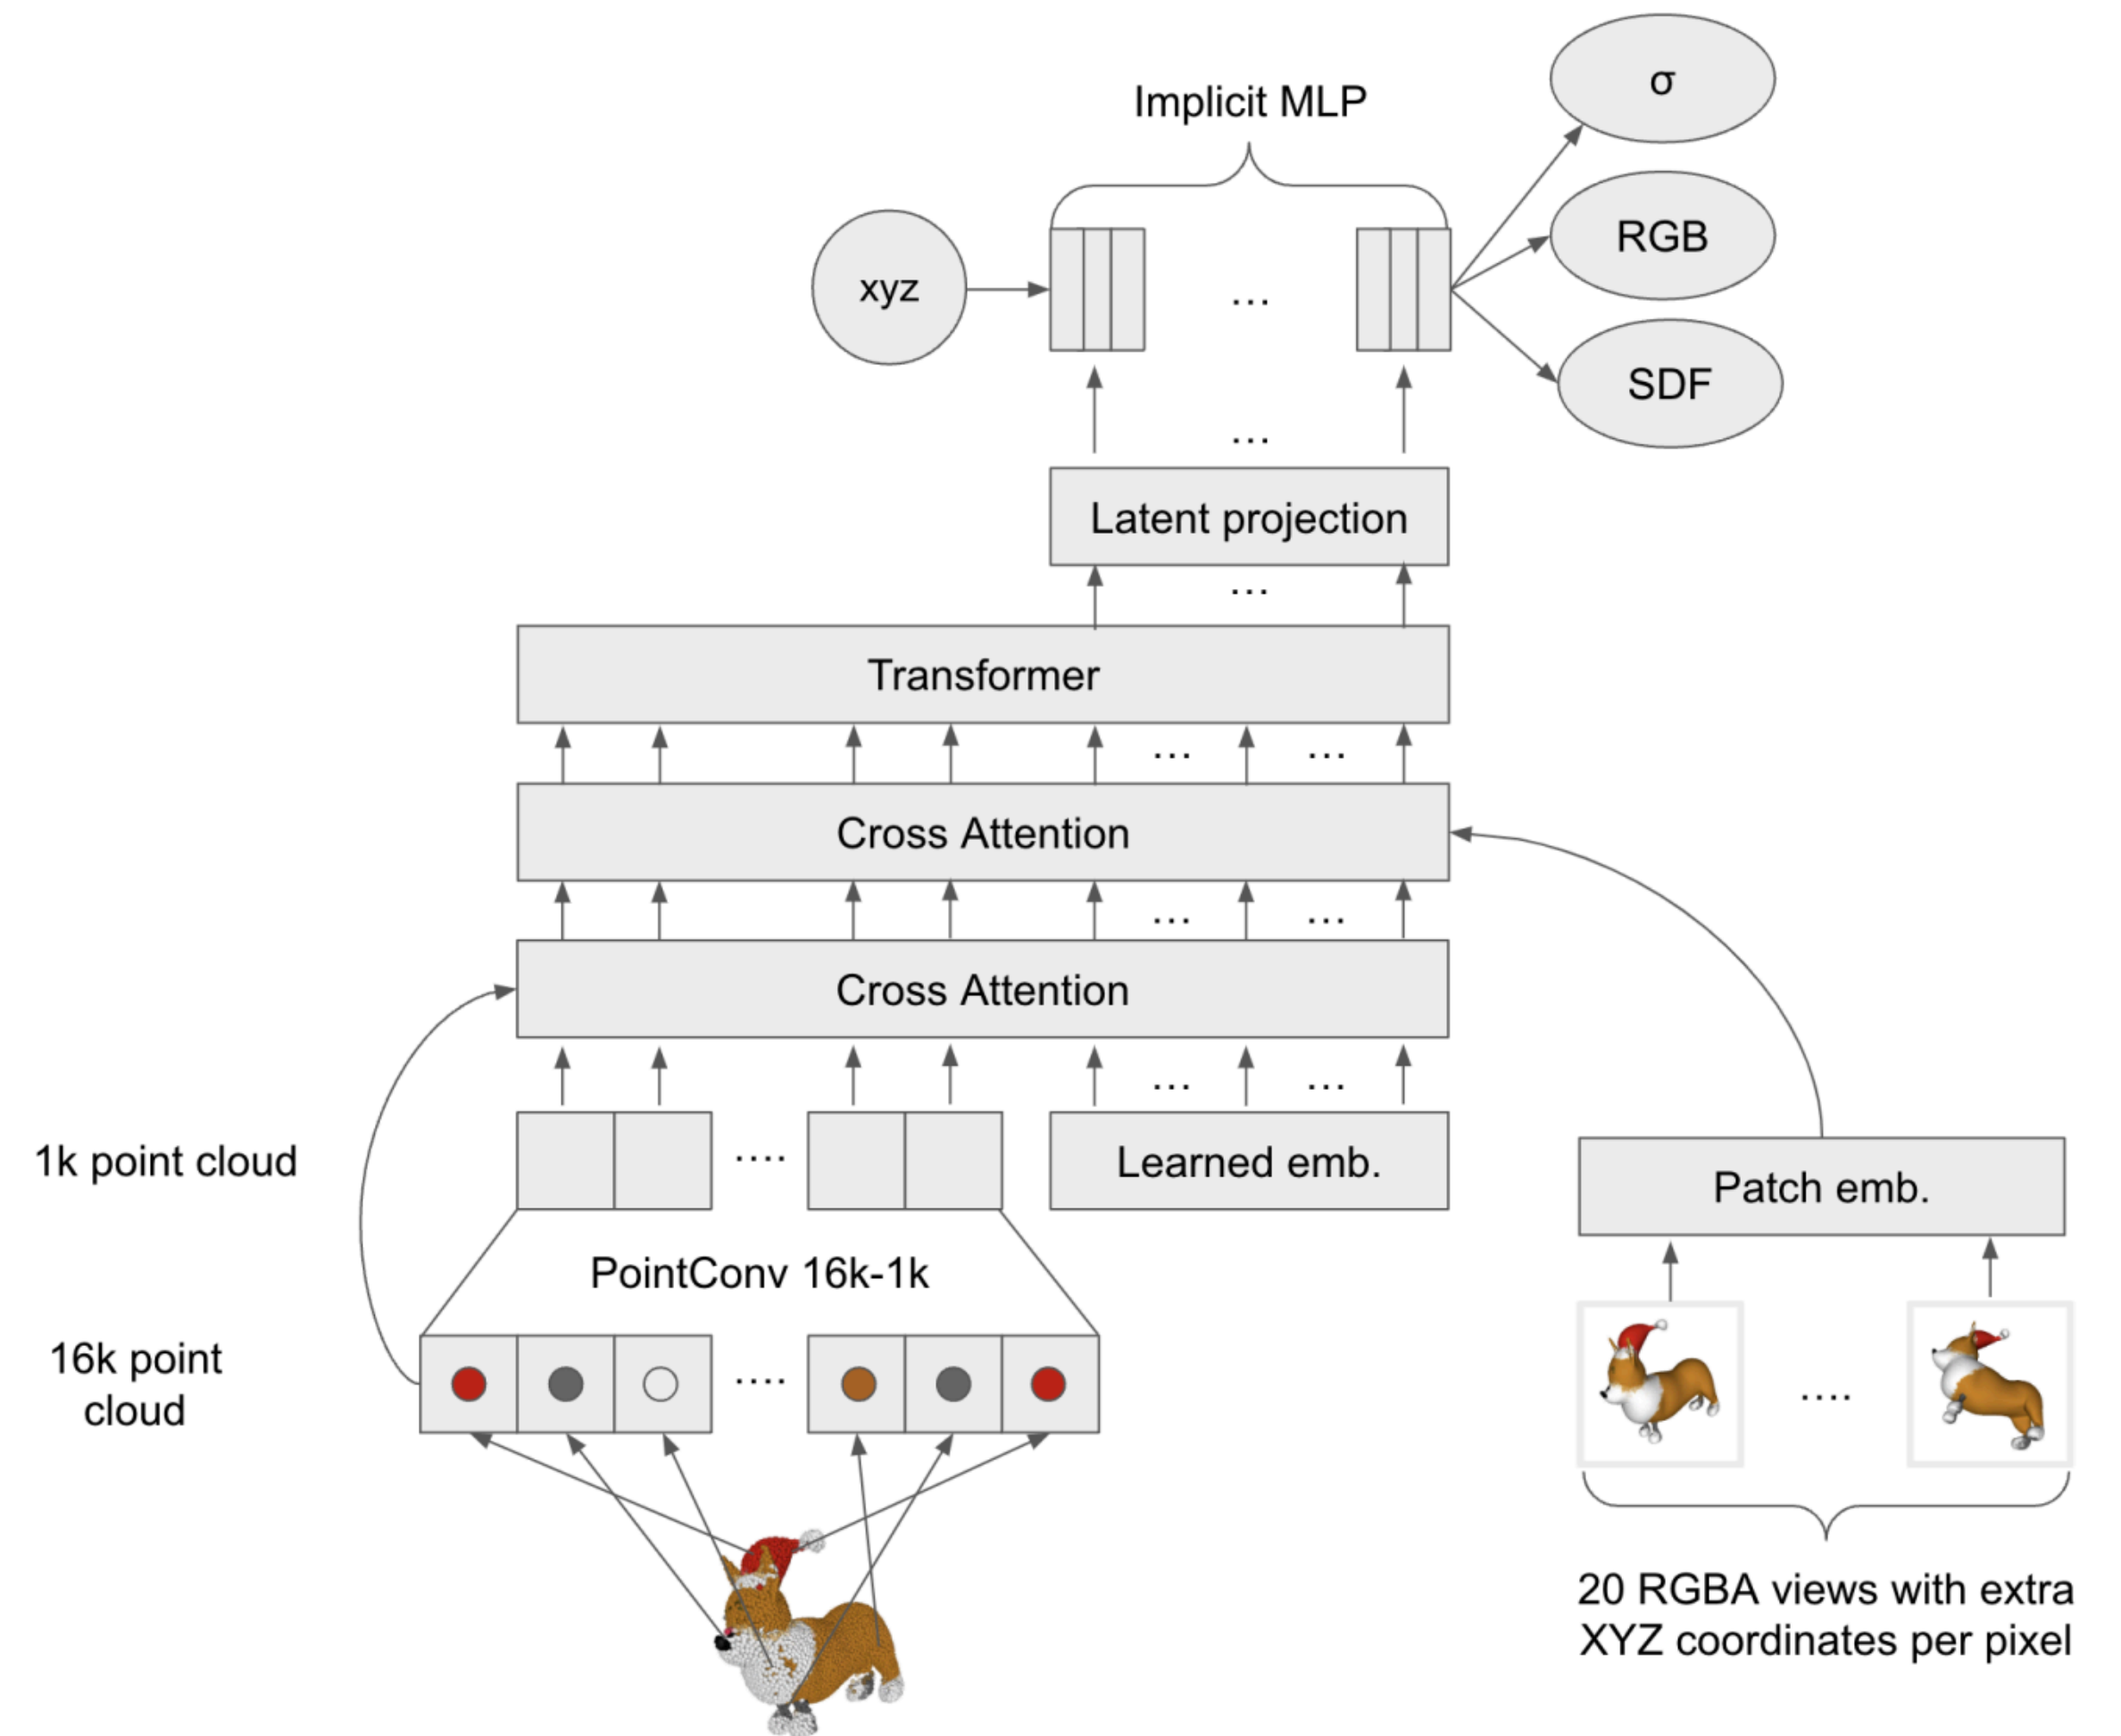 σ
Implicit MLP
RGB
xyz
...
SDF
...
Latent projection
...
Transformer
... ...
Cross Attention
... ...
Cross Attention
... ...
1k point cloud
....
Learned emb.
Patch emb.
PointConv 16k-1k
16k point
cloud
....
....
20 RGBA views with extra
XYZ coordinates per pixel